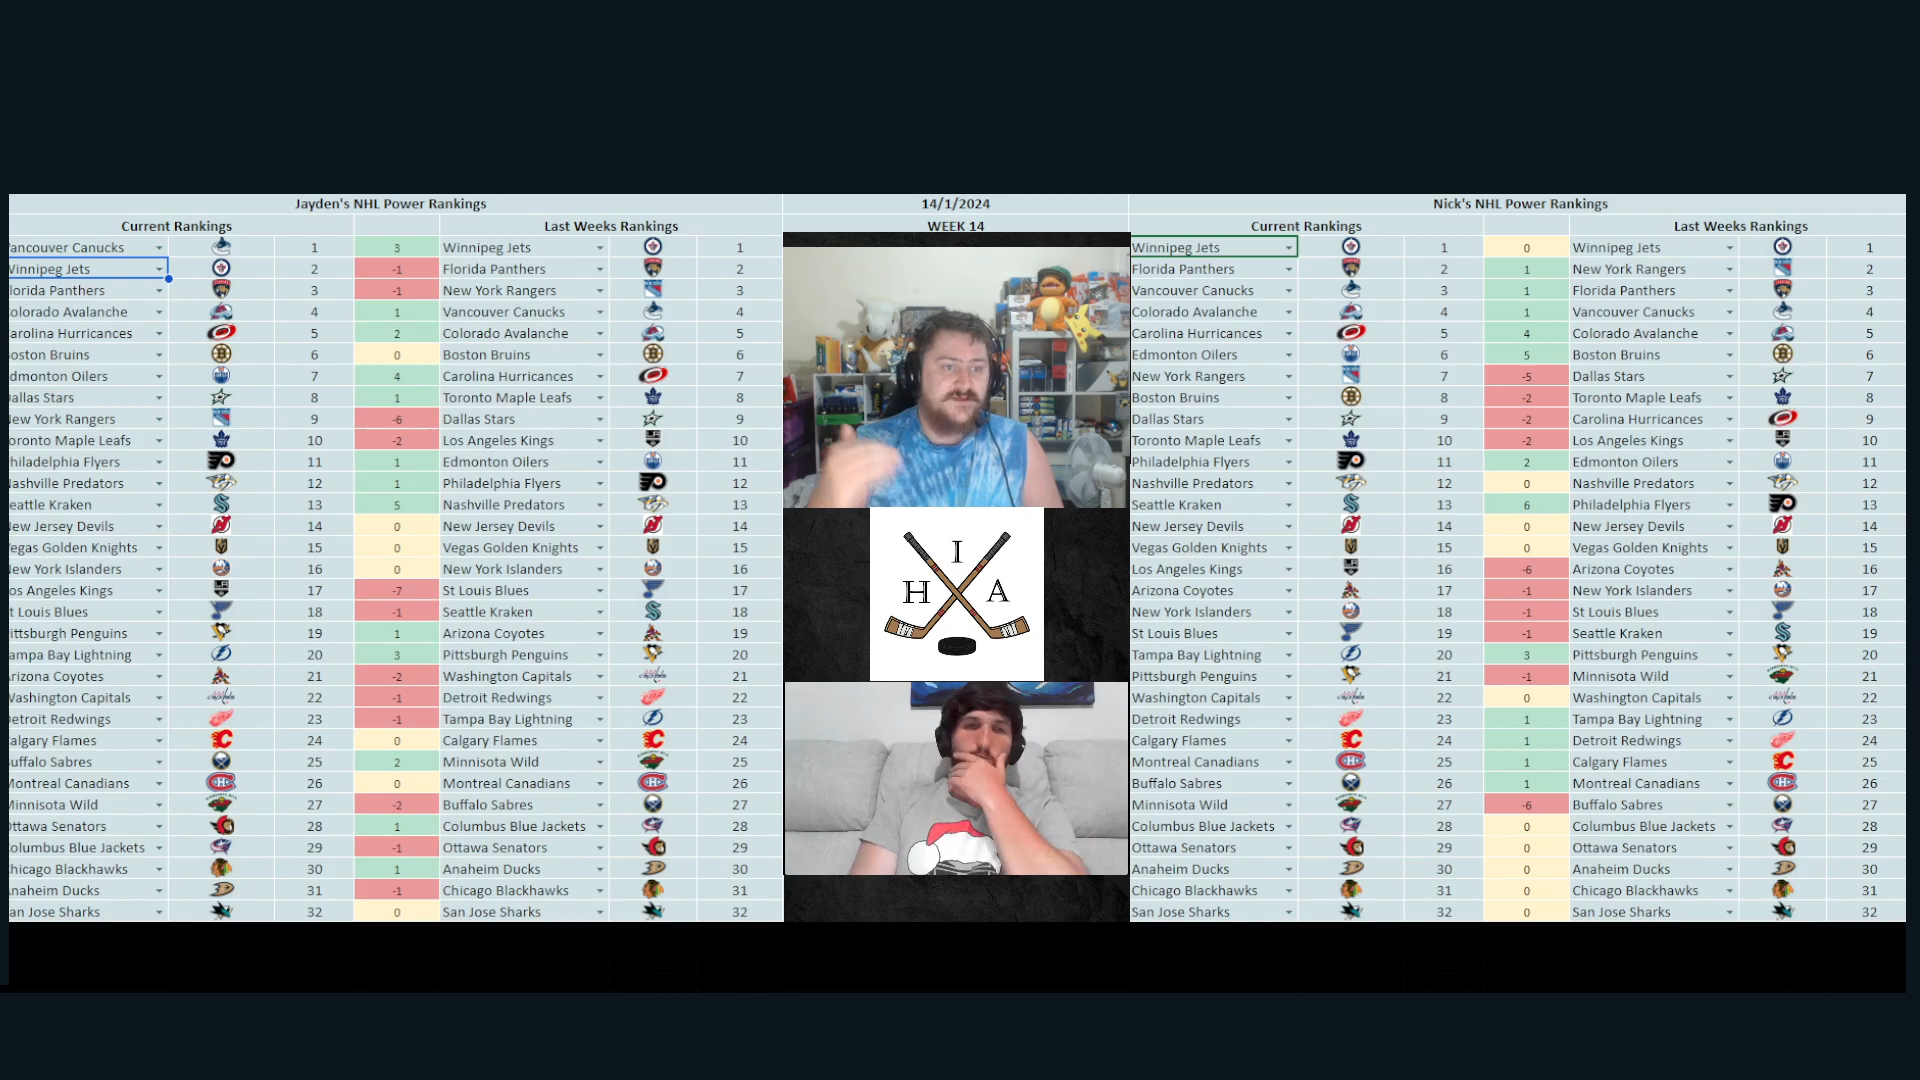 Jayden's NHL Power Rankings 14/1/2024 Nick's NHL Power Rankings
Current Rankings Last Weeks Rankings WEEK 14 Current Rankings Last Weeks Rankings
ancouver Canucks 1 3 Winnipeg Jets 1 Winnipeg Jets 1 0 Winnipeg Jets 1
Winnipeg Jets 2 -1 Florida Panthers 2 Florida Panthers 2 1 New York Rangers 2
lorida Panthers 3 -1 New York Rangers 3 Vancouver Canucks 3 1 Florida Panthers 3
olorado Avalanche 4 1 Vancouver Canucks 4 Colorado Avalanche 4 1 Vancouver Canucks 4
arolina Hurricances 5 2 Colorado Avalanche 5 Carolina Hurricances 5 4 Colorado Avalanche 5
oston Bruins 6 0 Boston Bruins 6 Edmonton Oilers 6 5 Boston Bruins 6
dmonton Oilers 7 4 Carolina Hurricances 7 New York Rangers 7 -5 Dallas Stars 7
allas Stars 8 1 Toronto Maple Leafs 8 Boston Bruins 8 -2 Toronto Maple Leafs 8
ew York Rangers 9 -6 Dallas Stars 9 Dallas Stars 9 -2 Carolina Hurricances 9
oronto Maple Leafs 10 -2 Los Angeles Kings 10 Toronto Maple Leafs 10 -2 Los Angeles Kings 10
hiladelphia Flyers 11 1 Edmonton Oilers 11 Philadelphia Flyers 11 2 Edmonton Oilers 11
ashville Predators 12 1 Philadelphia Flyers 12 Nashville Predators 12 0 Nashville Predators 12
eattle Kraken 13 5 Nashville Predators 13 Seattle Kraken 13 6 Philadelphia Flyers 13
ew Jersey Devils 14 0 New Jersey Devils 14 New Jersey Devils 14 0 New Jersey Devils 14
egas Golden Knights 15 0 Vegas Golden Knights 15 Vegas Golden Knights 15 0 Vegas Golden Knights 15
ew York Islanders 16 0 New York Islanders 16 Los Angeles Kings 16 -6 Arizona Coyotes 16
os Angeles Kings 17 -7 St Louis Blues 17 Arizona Coyotes 17 -1 New York Islanders 17
t Louis Blues 18 -1 Seattle Kraken 18 New York Islanders 18 -1 St Louis Blues 18
ittsburgh Penguins 19 1 Arizona Coyotes 19 St Louis Blues 19 -1 Seattle Kraken 19
ampa Bay Lightning 20 3 Pittsburgh Penguins 20 Tampa Bay Lightning 20 3 Pittsburgh Penguins 20
rizona Coyotes 21 -2 Washington Capitals 21 Pittsburgh Penguins 21 -1 Minnesota Wild 21
ashington Capitals 22 -1 Detroit Redwings 22 Washington Capitals 22 0 Washington Capitals 22
etroit Redwings 23 -1 Tampa Bay Lightning 23 Detroit Redwings 23 1 Tampa Bay Lightning 23
algary Flames 24 0 Calgary Flames 24 Calgary Flames 24 1 Detroit Redwings 24
uffalo Sabres 25 2 Minnisota Wild 25 Montreal Canadians 25 1 Calgary Flames 25
ontreal Canadians 26 0 Montreal Canadians 26 Buffalo Sabres 26 1 Montreal Canadians 26
innisota Wild 27 -2 Buffalo Sabres 27 Minnisota Wild 27 -6 Buffalo Sabres 27
ttawa Senators 28 1 Columbus Blue Jackets 28 Columbus Blue Jackets 28 0 Columbus Blue Jackets 28
olumbus Blue Jackets 29 -1 Ottawa Senators 29 Ottawa Senators 29 0 Ottawa Senators 29
hicago Blackhawks 30 1 Anaheim Ducks 30 Anaheim Ducks 30 0 Anaheim Ducks 30
naheim Ducks 31 -1 Chicago Blackhawks 31 Chicago Blackhawks 31 0 Chicago Blackhawks 31
an Jose Sharks 32 0 San Jose Sharks 32 San Jose Sharks 32 0 San Jose Sharks 32
I
H A